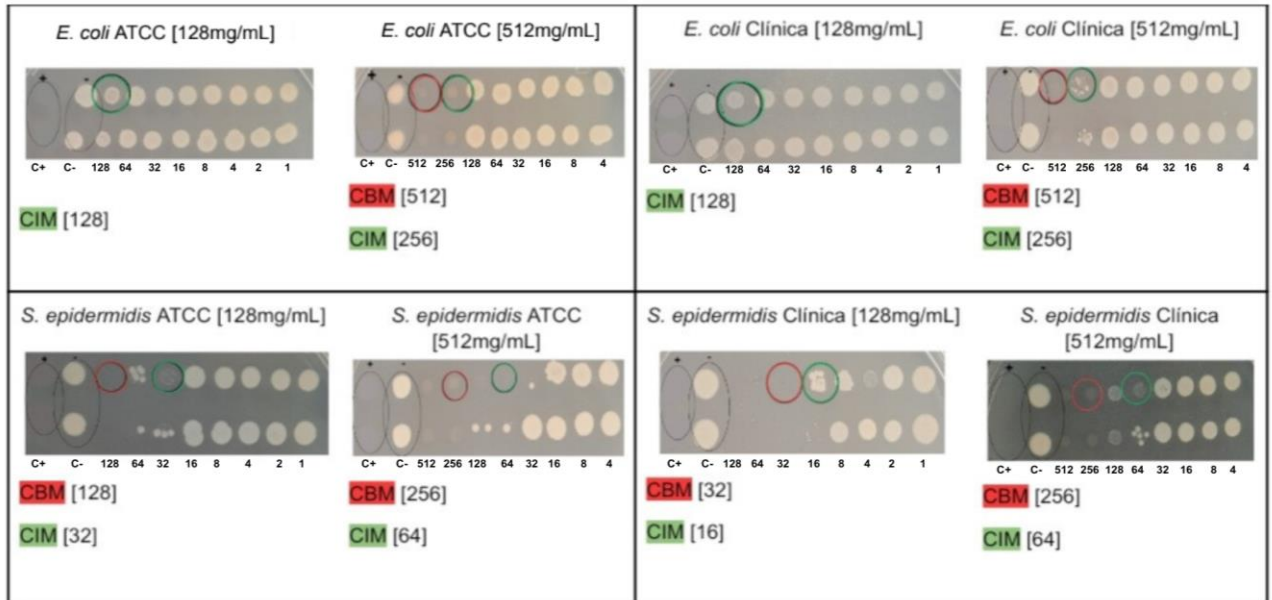 E. coli ATCC [128mg/mL]
+ -
C+ C- 128 64 32 16 8 4 2 1
CIM [128]
E. coli ATCC [512mg/mL]
+ -
C+ C- 512 256 128 64 32 16 8 4
CBM [512]
CIM [256]
E. coli Clínica [128mg/mL]
+ -
C+ C- 128 64 32 16 8 4 2 1
CIM [128]
E. coli Clínica [512mg/mL]
+ -
C+ C- 512 256 128 64 32 16 8 4
CBM [512]
CIM [256]
S. epidermidis ATCC [128mg/mL]
+ -
C+ C- 128 64 32 16 8 4 2 1
CBM [128]
CIM [32]
S. epidermidis ATCC
[512mg/mL]
+ -
C+ C- 512 256 128 64 32 16 8 4
CBM [256]
CIM [64]
S. epidermidis Clínica [128mg/mL]
+ -
C+ C- 128 64 32 16 8 4 2 1
CBM [32]
CIM [16]
S. epidermidis Clínica
[512mg/mL]
+ -
C+ C- 512 256 128 64 32 16 8 4
CBM [256]
CIM [64]